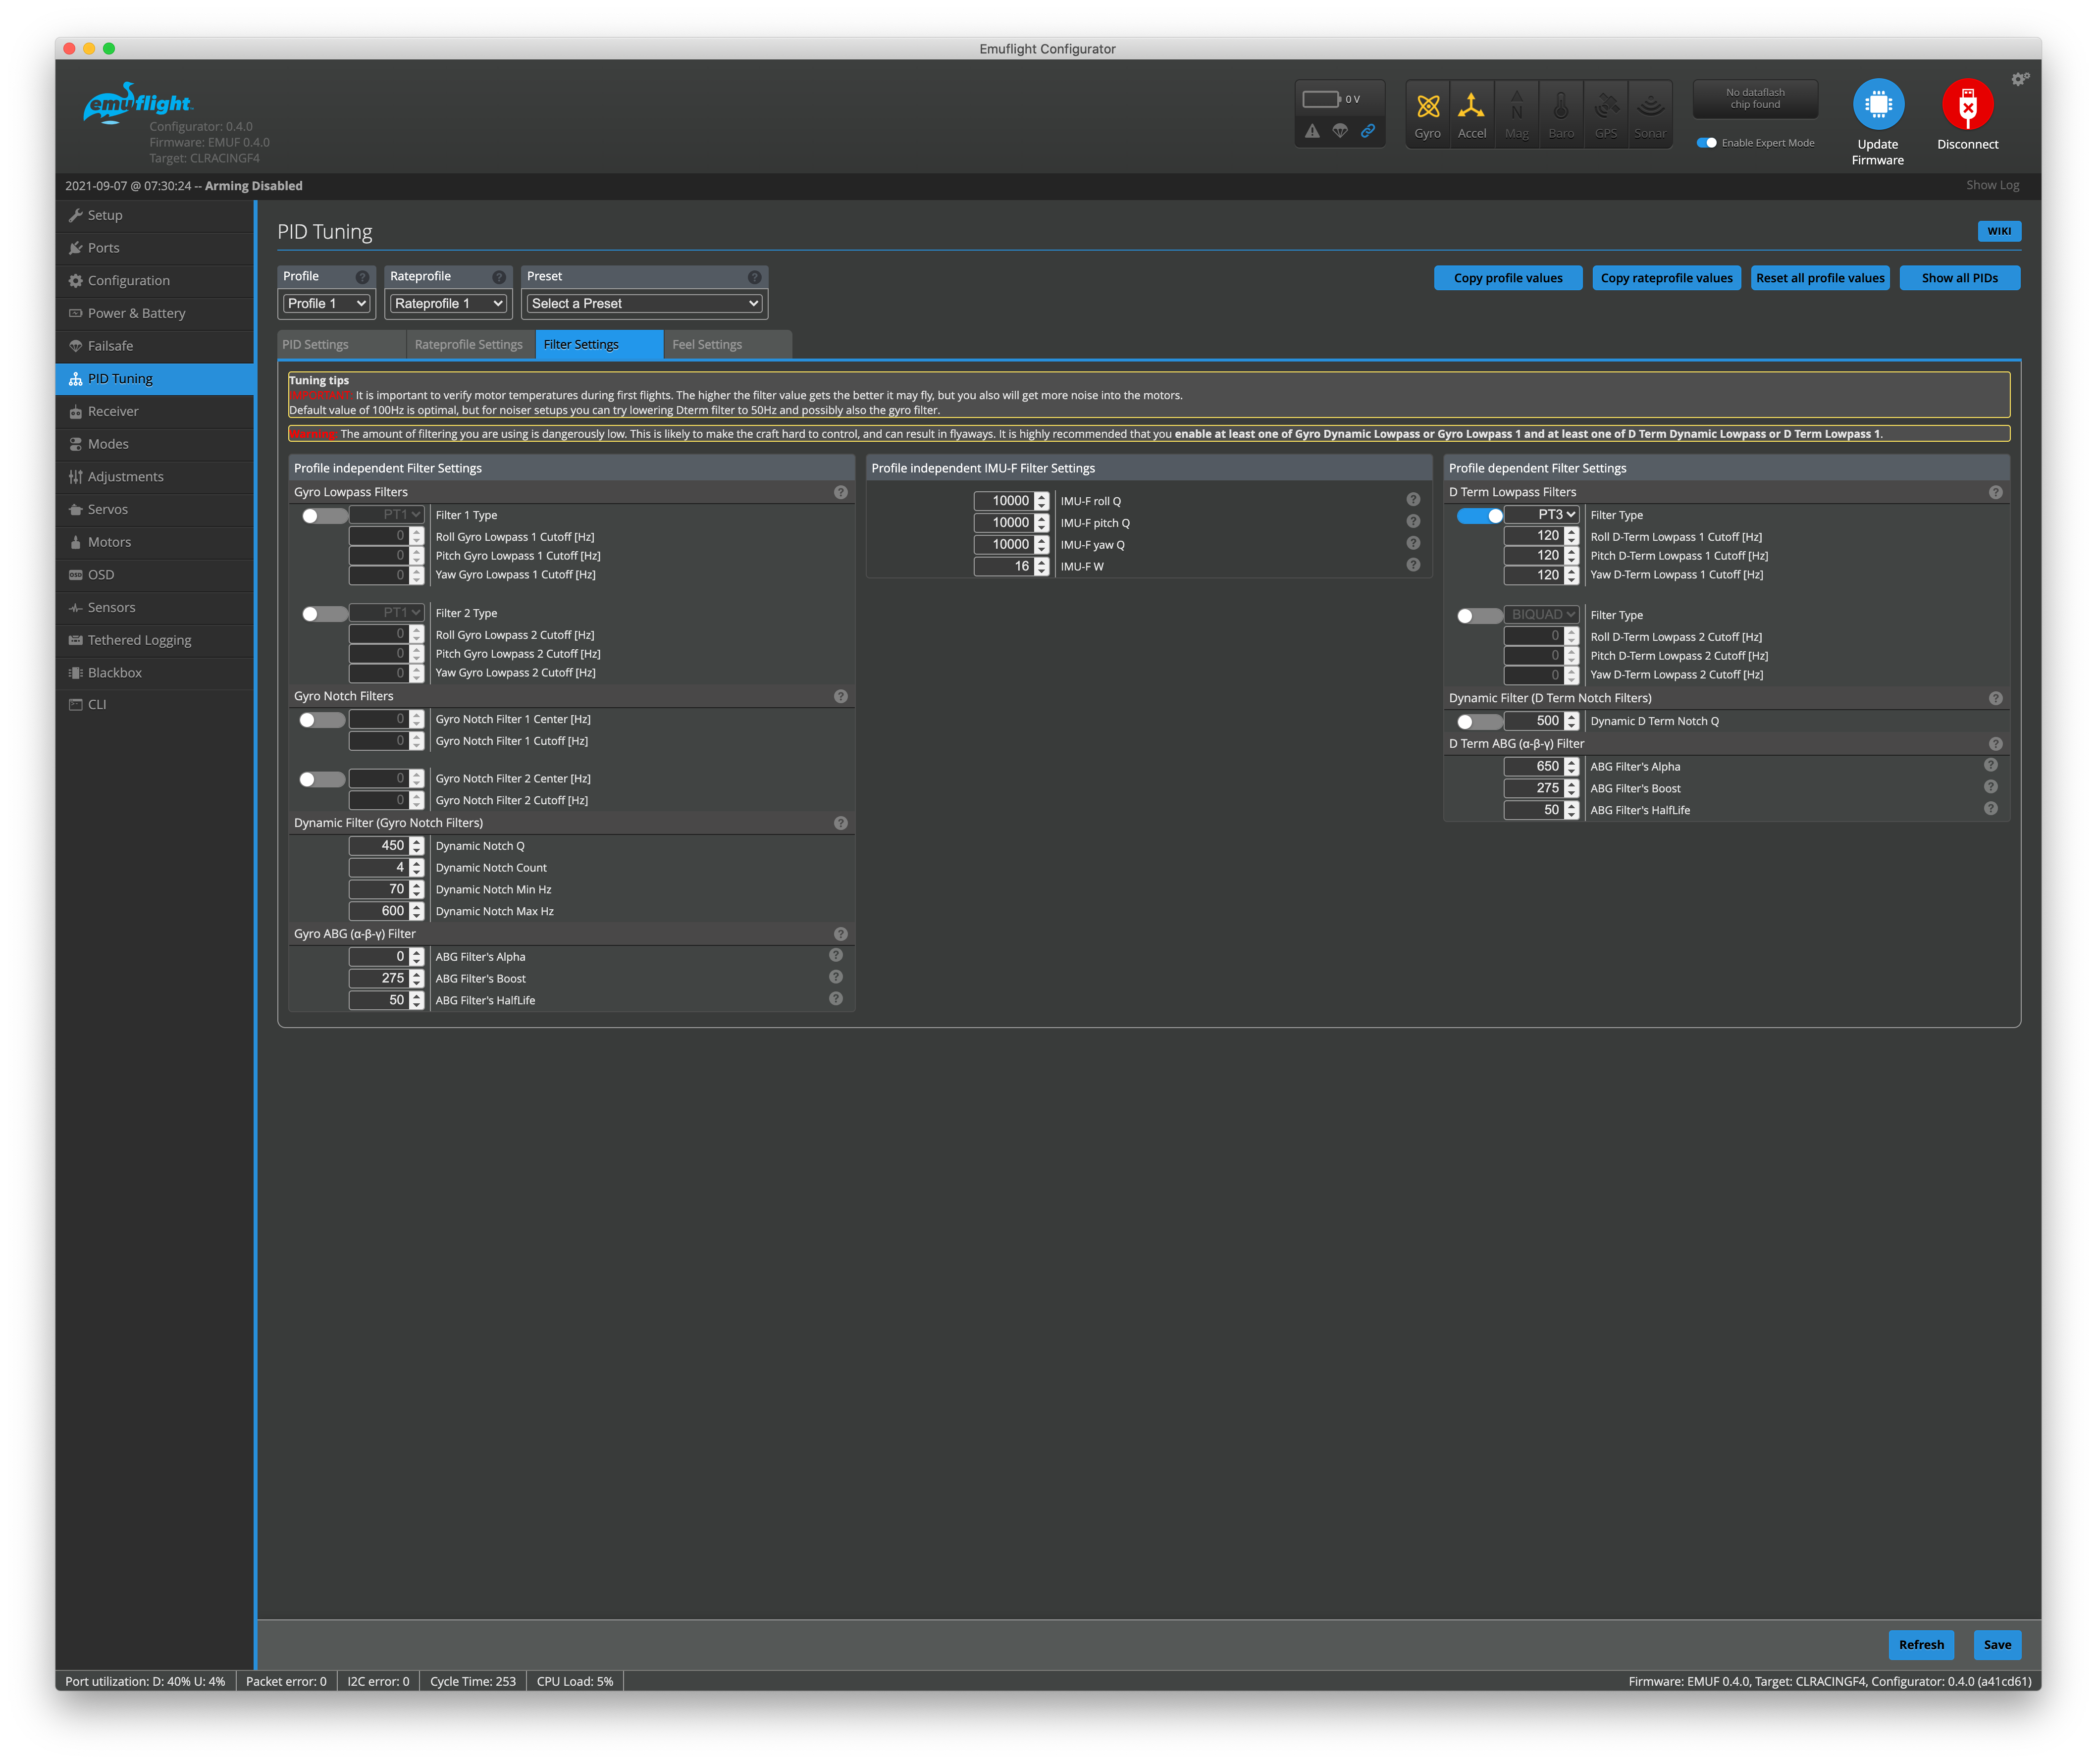 Emuflight Configurator
emuflight
Configurator: 0.4.0
Firmware: EMUF 0.4.0
Target: CLRACINGF4
0 V
Gyro
Accel
Mag
Baro
GPS
Sonar
No dataflash
chip found
Enable Expert Mode
Update
Firmware
Disconnect
2021-09-07 @ 07:30:24 -- Arming Disabled
Show Log
Setup
Ports
Configuration
Power & Battery
Failsafe
PID Tuning
Receiver
Modes
Adjustments
Servos
Motors
OSD
Sensors
Tethered Logging
Blackbox
CLI
PID Tuning
WIKI
Profile
Profile 1
Rateprofile
Rateprofile 1
Preset
Select a Preset
Copy profile values
Copy rateprofile values
Reset all profile values
Show all PIDs
PID Settings
Rateprofile Settings
Filter Settings
Feel Settings
Tuning tips
IMPORTANT: It is important to verify motor temperatures during first flights. The higher the filter value gets the better it may fly, but you also will get more noise into the motors.
Default value of 100Hz is optimal, but for noiser setups you can try lowering Dterm filter to 50Hz and possibly also the gyro filter.
Warning: The amount of filtering you are using is dangerously low. This is likely to make the craft hard to control, and can result in flyaways. It is highly recommended that you enable at least one of Gyro Dynamic Lowpass or Gyro Lowpass 1 and at least one of D Term Dynamic Lowpass or D Term Lowpass 1.
Profile independent Filter Settings
Gyro Lowpass Filters
PT1 Filter 1 Type
0 Roll Gyro Lowpass 1 Cutoff [Hz]
0 Pitch Gyro Lowpass 1 Cutoff [Hz]
0 Yaw Gyro Lowpass 1 Cutoff [Hz]
PT1 Filter 2 Type
0 Roll Gyro Lowpass 2 Cutoff [Hz]
0 Pitch Gyro Lowpass 2 Cutoff [Hz]
0 Yaw Gyro Lowpass 2 Cutoff [Hz]
Gyro Notch Filters
0 Gyro Notch Filter 1 Center [Hz]
0 Gyro Notch Filter 1 Cutoff [Hz]
0 Gyro Notch Filter 2 Center [Hz]
0 Gyro Notch Filter 2 Cutoff [Hz]
Dynamic Filter (Gyro Notch Filters)
450 Dynamic Notch Q
4 Dynamic Notch Count
70 Dynamic Notch Min Hz
600 Dynamic Notch Max Hz
Gyro ABG (α-β-γ) Filter
0 ABG Filter's Alpha
275 ABG Filter's Boost
50 ABG Filter's HalfLife
Profile independent IMU-F Filter Settings
10000 IMU-F roll Q
10000 IMU-F pitch Q
10000 IMU-F yaw Q
16 IMU-F W
Profile dependent Filter Settings
D Term Lowpass Filters
PT3 Filter Type
120 Roll D-Term Lowpass 1 Cutoff [Hz]
120 Pitch D-Term Lowpass 1 Cutoff [Hz]
120 Yaw D-Term Lowpass 1 Cutoff [Hz]
BIQUAD Filter Type
0 Roll D-Term Lowpass 2 Cutoff [Hz]
0 Pitch D-Term Lowpass 2 Cutoff [Hz]
0 Yaw D-Term Lowpass 2 Cutoff [Hz]
Dynamic Filter (D Term Notch Filters)
500 Dynamic D Term Notch Q
D Term ABG (α-β-γ) Filter
650 ABG Filter's Alpha
275 ABG Filter's Boost
50 ABG Filter's HalfLife
Refresh
Save
Port utilization: D: 40% U: 4%
Packet error: 0
I2C error: 0
Cycle Time: 253
CPU Load: 5%
Firmware: EMUF 0.4.0, Target: CLRACINGF4, Configurator: 0.4.0 (a41cd61)